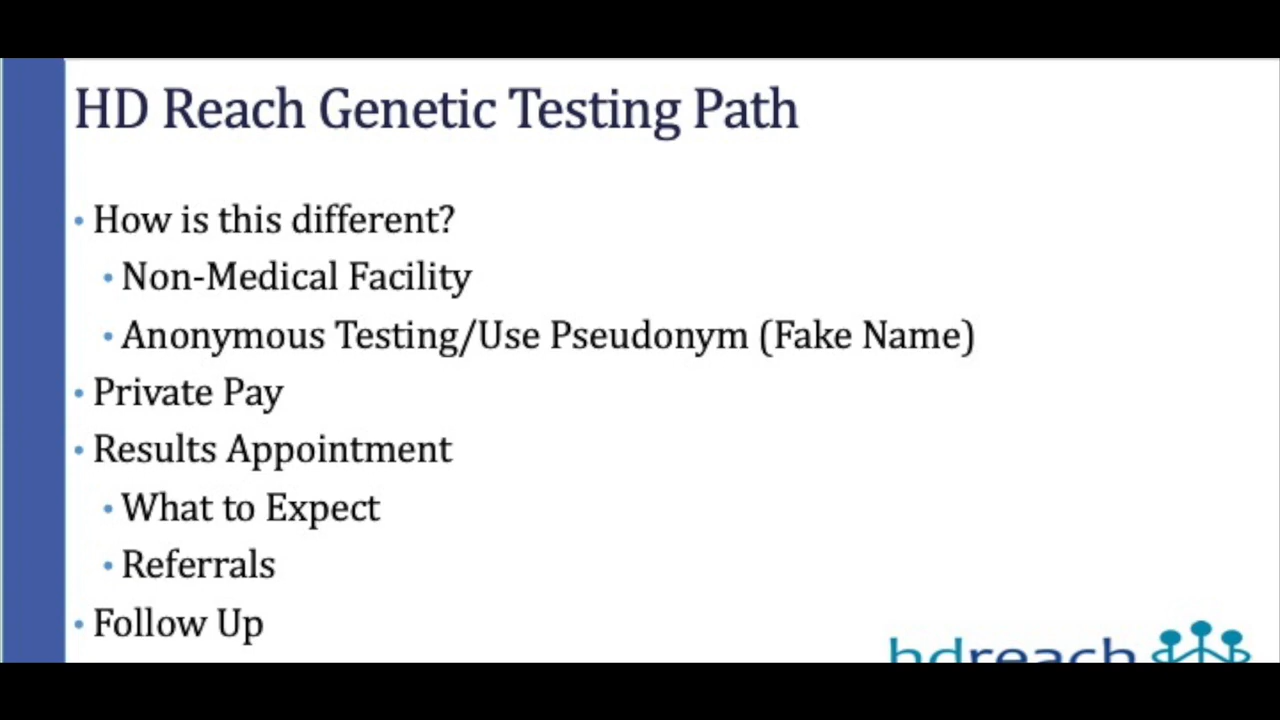 HD Reach Genetic Testing Path
• How is this different?
• Non-Medical Facility
• Anonymous Testing/Use Pseudonym (Fake Name)
• Private Pay
• Results Appointment
• What to Expect
• Referrals
• Follow Up
hdreach